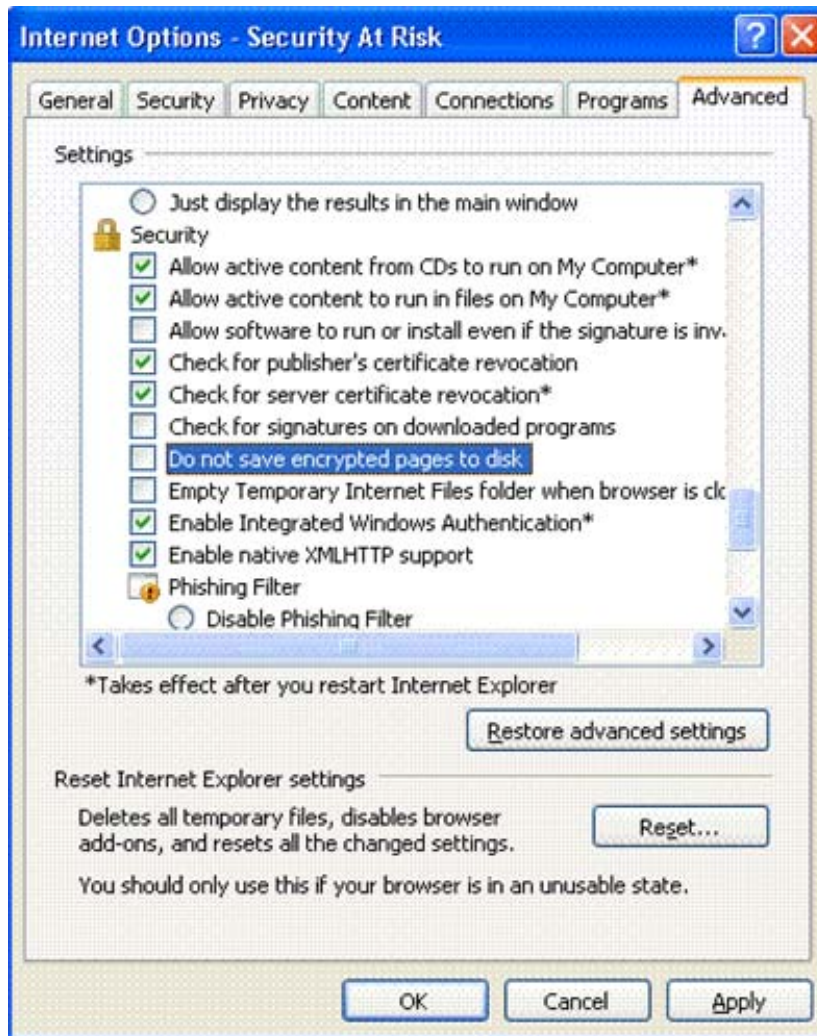 Internet Options - Security At Risk
General Security Privacy Content Connections Programs Advanced
Settings
Just display the results in the main window
Security
Allow active content from CDs to run on My Computer*
Allow active content to run in files on My Computer*
Allow software to run or install even if the signature is inv
Check for publisher's certificate revocation
Check for server certificate revocation*
Check for signatures on downloaded programs
Do not save encrypted pages to disk
Empty Temporary Internet Files folder when browser is clo
Enable Integrated Windows Authentication*
Enable native XMLHTTP support
Phishing Filter
Disable Phishing Filter
*Takes effect after you restart Internet Explorer
Restore advanced settings
Reset Internet Explorer settings
Deletes all temporary files, disables browser
add-ons, and resets all the changed settings.
Reset...
You should only use this if your browser is in an unusable state.
OK Cancel Apply